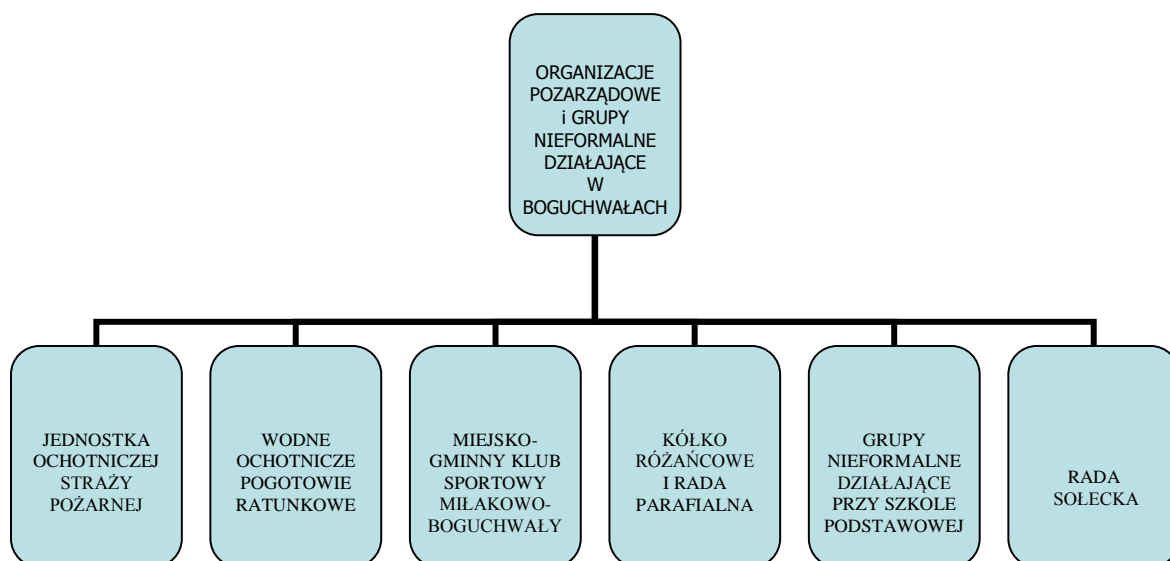 ORGANIZACJE
POZARZĄDOWE
i GRUPY
NIEFORMALNE
DZIAŁAJĄCE
W
BOGUCHWAŁACH
JEDNOSTKA
OCHOTNICZEJ
STRAŻY
POŻARNEJ
WODNE
OCHOTNICZE
POGOTOWIE
RATUNKOWE
MIEJSKO-
GMINNY KLUB
SPORTOWY
MIŁAKOWO-
BOGUCHWAŁY
KÓŁKO
RÓŻAŃCOWE
I RADA
PARAFIALNA
GRUPY
NIEFORMALNE
DZIAŁAJĄCE
PRZY SZKOLE
PODSTAWOWEJ
RADA
SOŁECKA